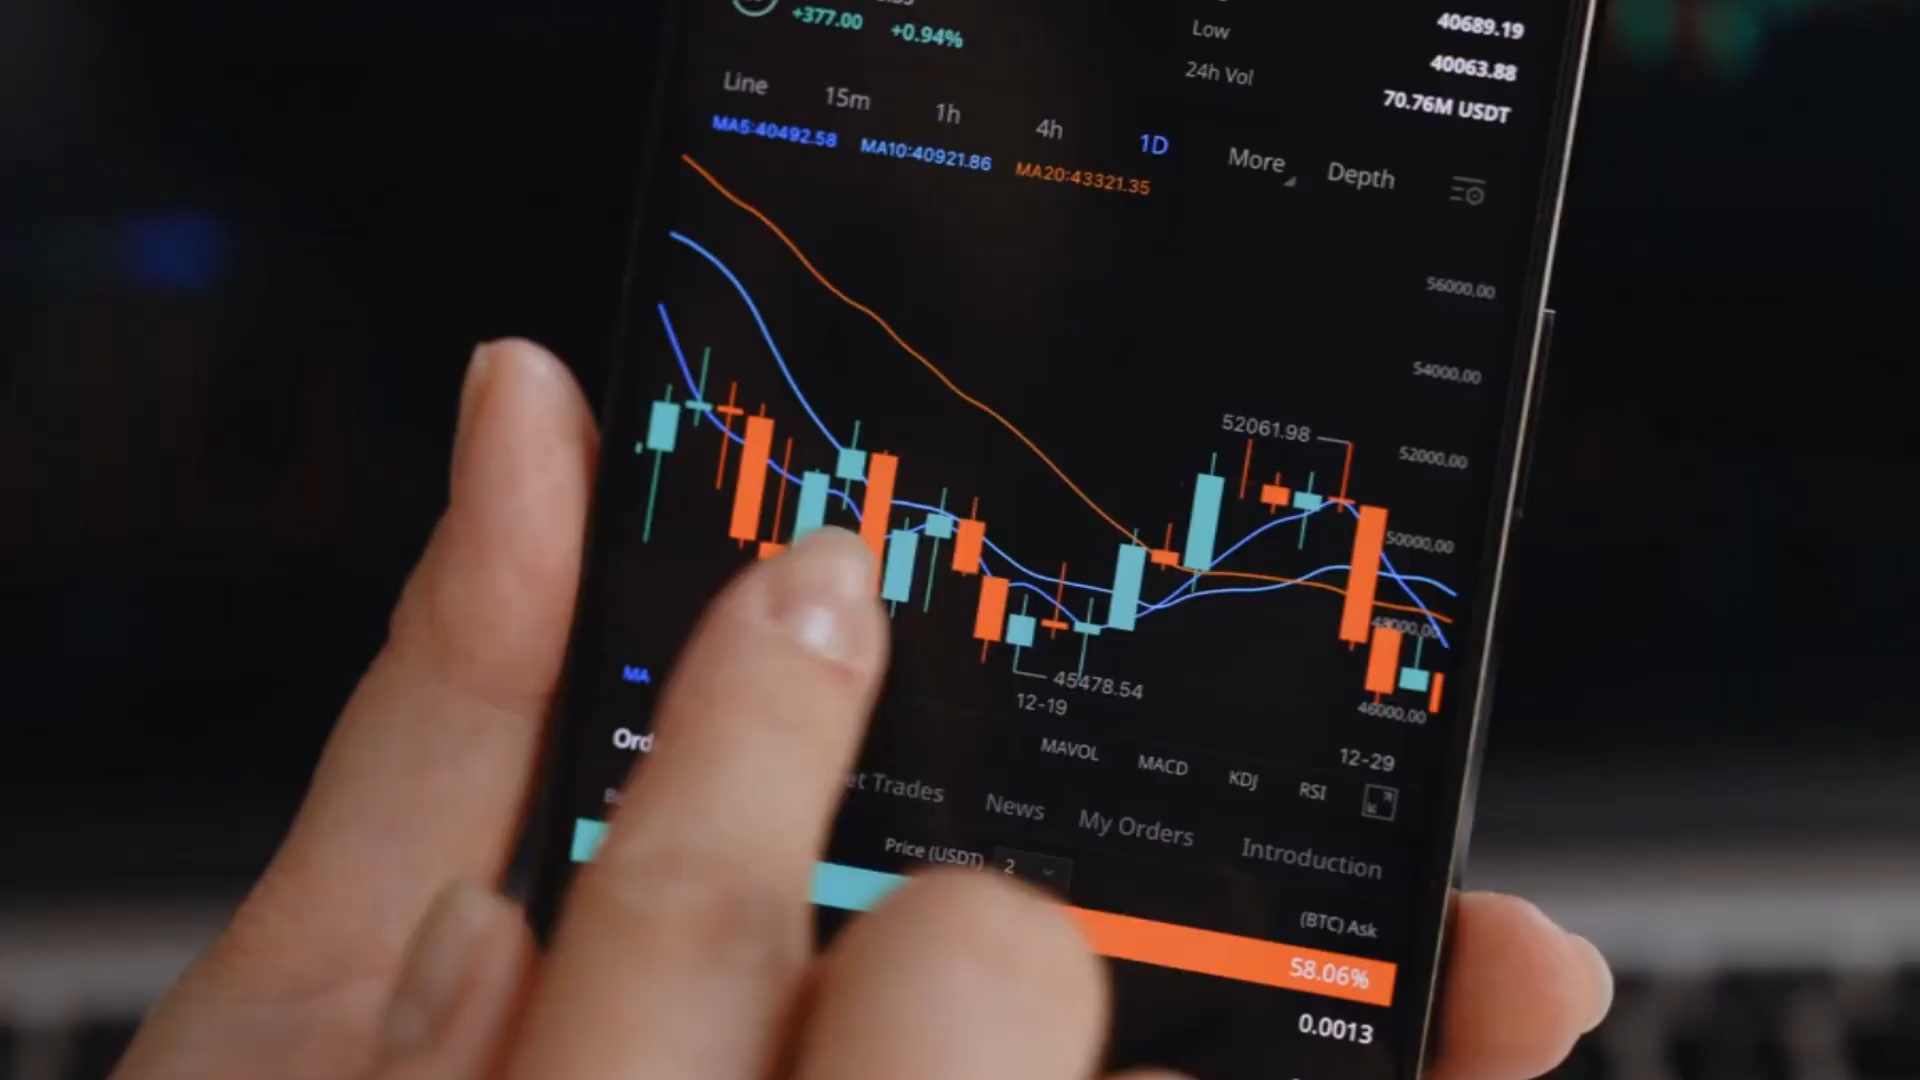 +377.00 +0.94%
40689.19
Low 40063.88
24h Vol 70.76M USDT
Line 15m 1h 4h 1D More Depth
MA5:40492.58 MA10:40921.86 MA20:43321.35
56000,00
54000,00
52061.98
52000,00
50000,00
48000,00
45478.54
46000,00
MA
12-19
12-29
MAVOL MACD KDJ RSI
Trades News My Orders Introduction
Price (USDT) 2
(BTC) Ask
58.06%
0.0013